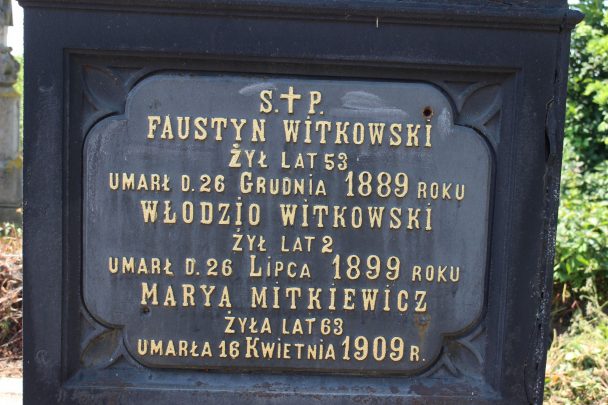 S.†P.
FAUSTYN WITKOWSKI
ŻYŁ LAT 53
UMARŁ D. 26 GRUDNIA 1889 ROKU
WŁODZIO WITKOWSKI
ŻYŁ LAT 2
UMARŁ D. 26 LIPCA 1899 ROKU
MARYA MITKIEWICZ
ŻYŁA LAT 63
UMARŁA 16 KWIETNIA 1909 R.